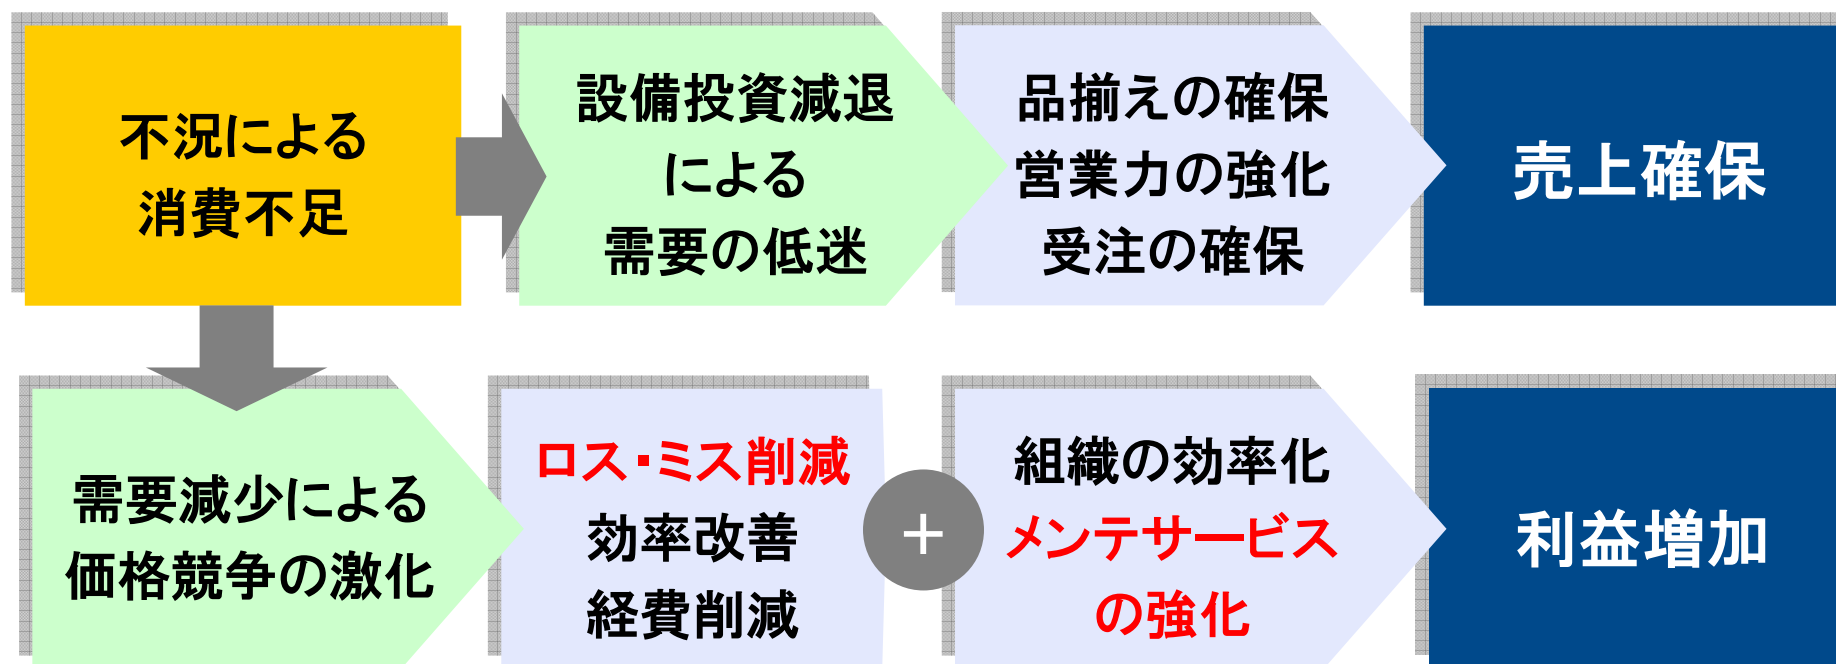 不況による
消費不足
設備投資減退
による
需要の低迷
品揃えの確保
営業力の強化
受注の確保
売上確保
需要減少による
価格競争の激化
ロス・ミス削減
効率改善
経費削減
+
組織の効率化
メンテサービス
の強化
利益増加